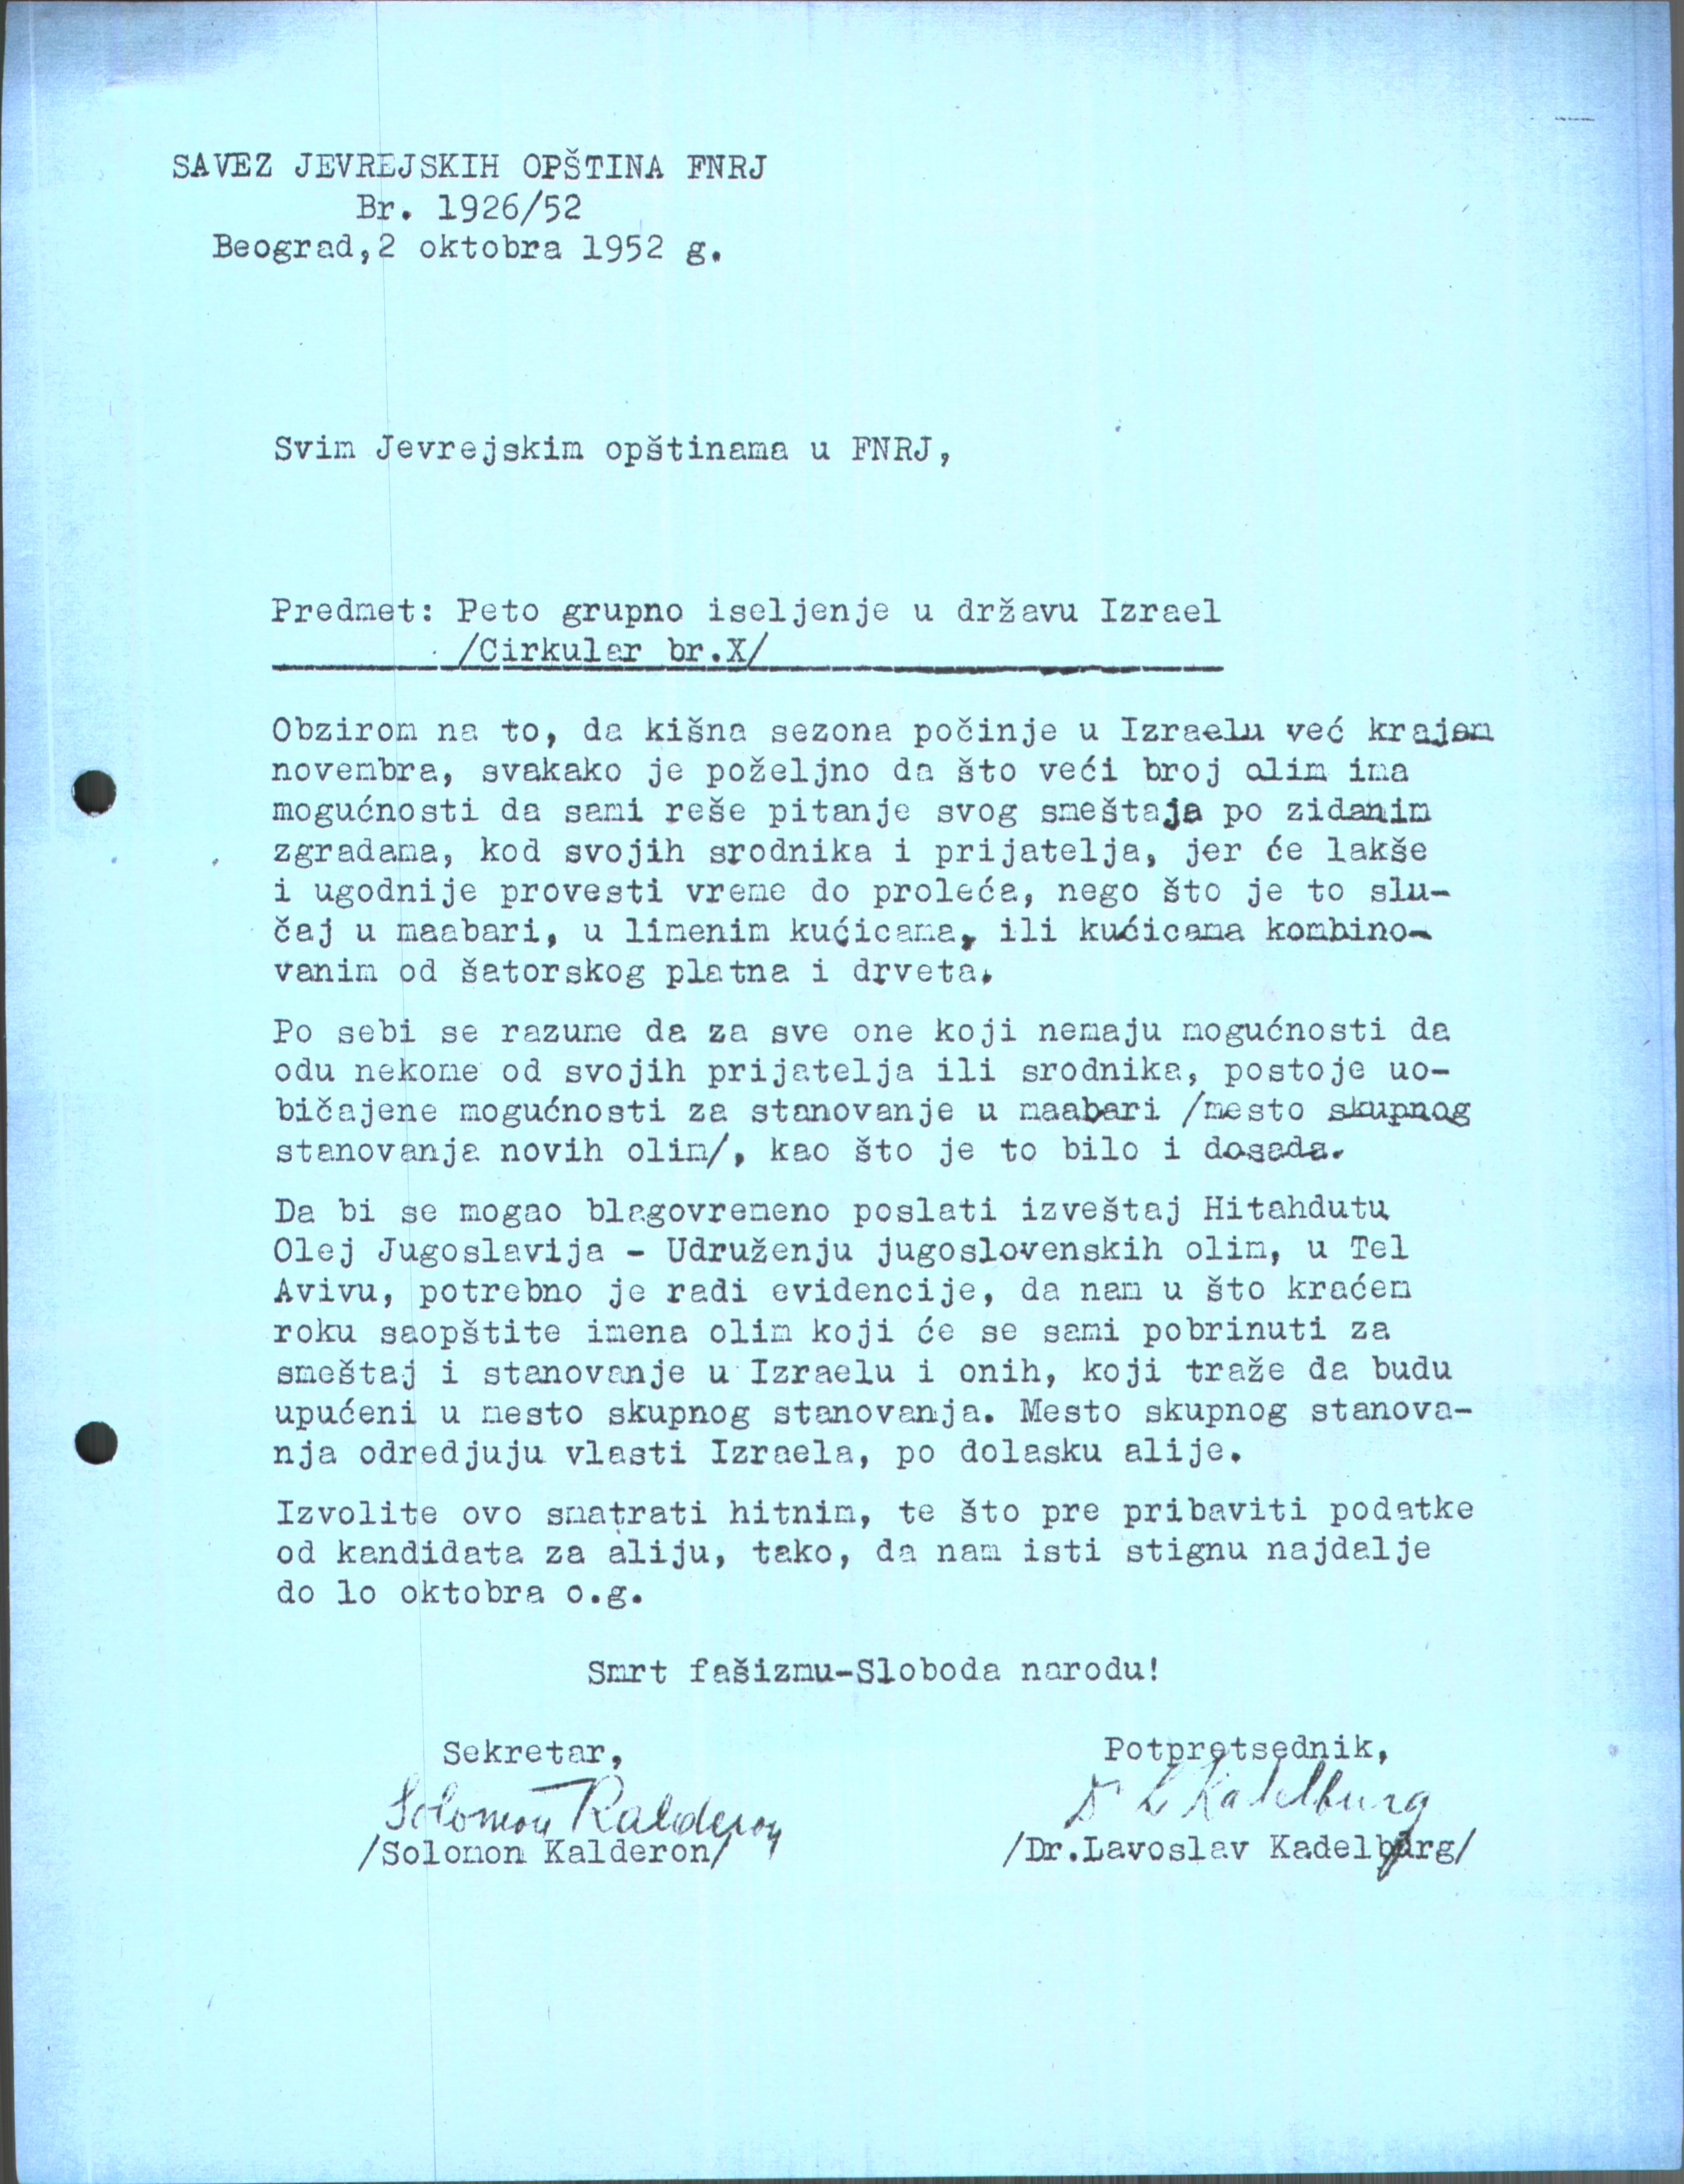 SAVEZ JEVREJSKIH OPŠTINA FNRJ
Br. 1926/52
Beograd,2 oktobra 1952 g.
Svim Jevrejskim opštinama u FNRJ,
Predmet: Peto grupno iseljenje u državu Izrael
/Cirkular br.X/
Obzirom na to, da kišna sezona počinje u Izraelu već krajem
novembra, svakako je poželjno da što veći broj olim ima
mogućnosti da sami reše pitanje svog smeštaja po zidanim
zgradama, kod svojih srodnika i prijatelja, jer će lakše
i ugodnije provesti vreme do proleća, nego što je to slu-
čaj u maabari, u limenim kućicama, ili kućicama kombino-
vanim od šatorskog platna i drveta.
Po sebi se razume da za sve one koji nemaju mogućnosti da
odu nekome od svojih prijatelja ili srodnika, postoje uo-
bičajene mogućnosti za stanovanje u maabari /mesto skupnog
stanovanja novih olim/, kao što je to bilo i dosada.
Da bi se mogao blagovremeno poslati izveštaj Hitahdutu
Olej Jugoslavija - Udruženju jugoslovenskih olim, u Tel
Avivu, potrebno je radi evidencije, da nam u što kraćem
roku saopštite imena olim koji će se sami pobrinuti za
smeštaj i stanovanje u Izraelu i onih, koji traže da budu
upućeni u mesto skupnog stanovanja. Mesto skupnog stanova-
nja odredjuju vlasti Izraela, po dolasku alije.
Izvolite ovo smatrati hitnim, te što pre pribaviti podatke
od kandidata za aliju, tako, da nam isti stignu najdalje
do lo oktobra o.g.
Smrt fašizmu-Sloboda narodu!
Sekretar,
Potpretsednik,
Solomon Kalderon
Dr L Kadelburg
/Solomon Kalderon/
/Dr.Lavoslav Kadelburg/